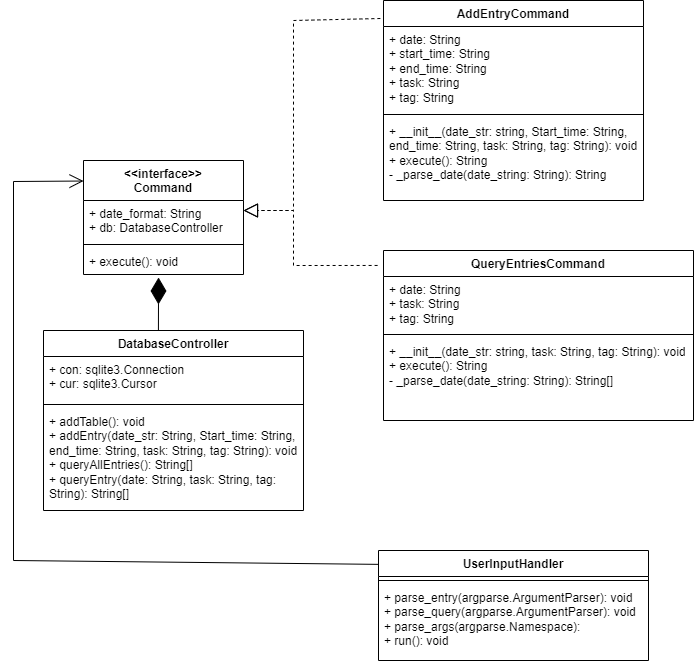 AddEntryCommand
+ date: String
+ start_time: String
+ end_time: String
+ task: String
+ tag: String
+ __init__(date_str: string, Start_time: String,
end_time: String, task: String, tag: String): void
+ execute(): String
- _parse_date(date_string: String): String
<<interface>>
Command
+ date_format: String
+ db: DatabaseController
+ execute(): void
QueryEntriesCommand
+ date: String
+ task: String
+ tag: String
+ __init__(date_str: string, task: String, tag: String): void
+ execute(): String
- _parse_date(date_string: String): String[]
DatabaseController
+ con: sqlite3.Connection
+ cur: sqlite3.Cursor
+ addTable(): void
+ addEntry(date_str: String, Start_time: String,
end_time: String, task: String, tag: String): void
+ queryAllEntries(): String[]
+ queryEntry(date: String, task: String, tag:
String): String[]
UserInputHandler
+ parse_entry(argparse.ArgumentParser): void
+ parse_query(argparse.ArgumentParser): void
+ parse_args(argparse.Namespace):
+ run(): void